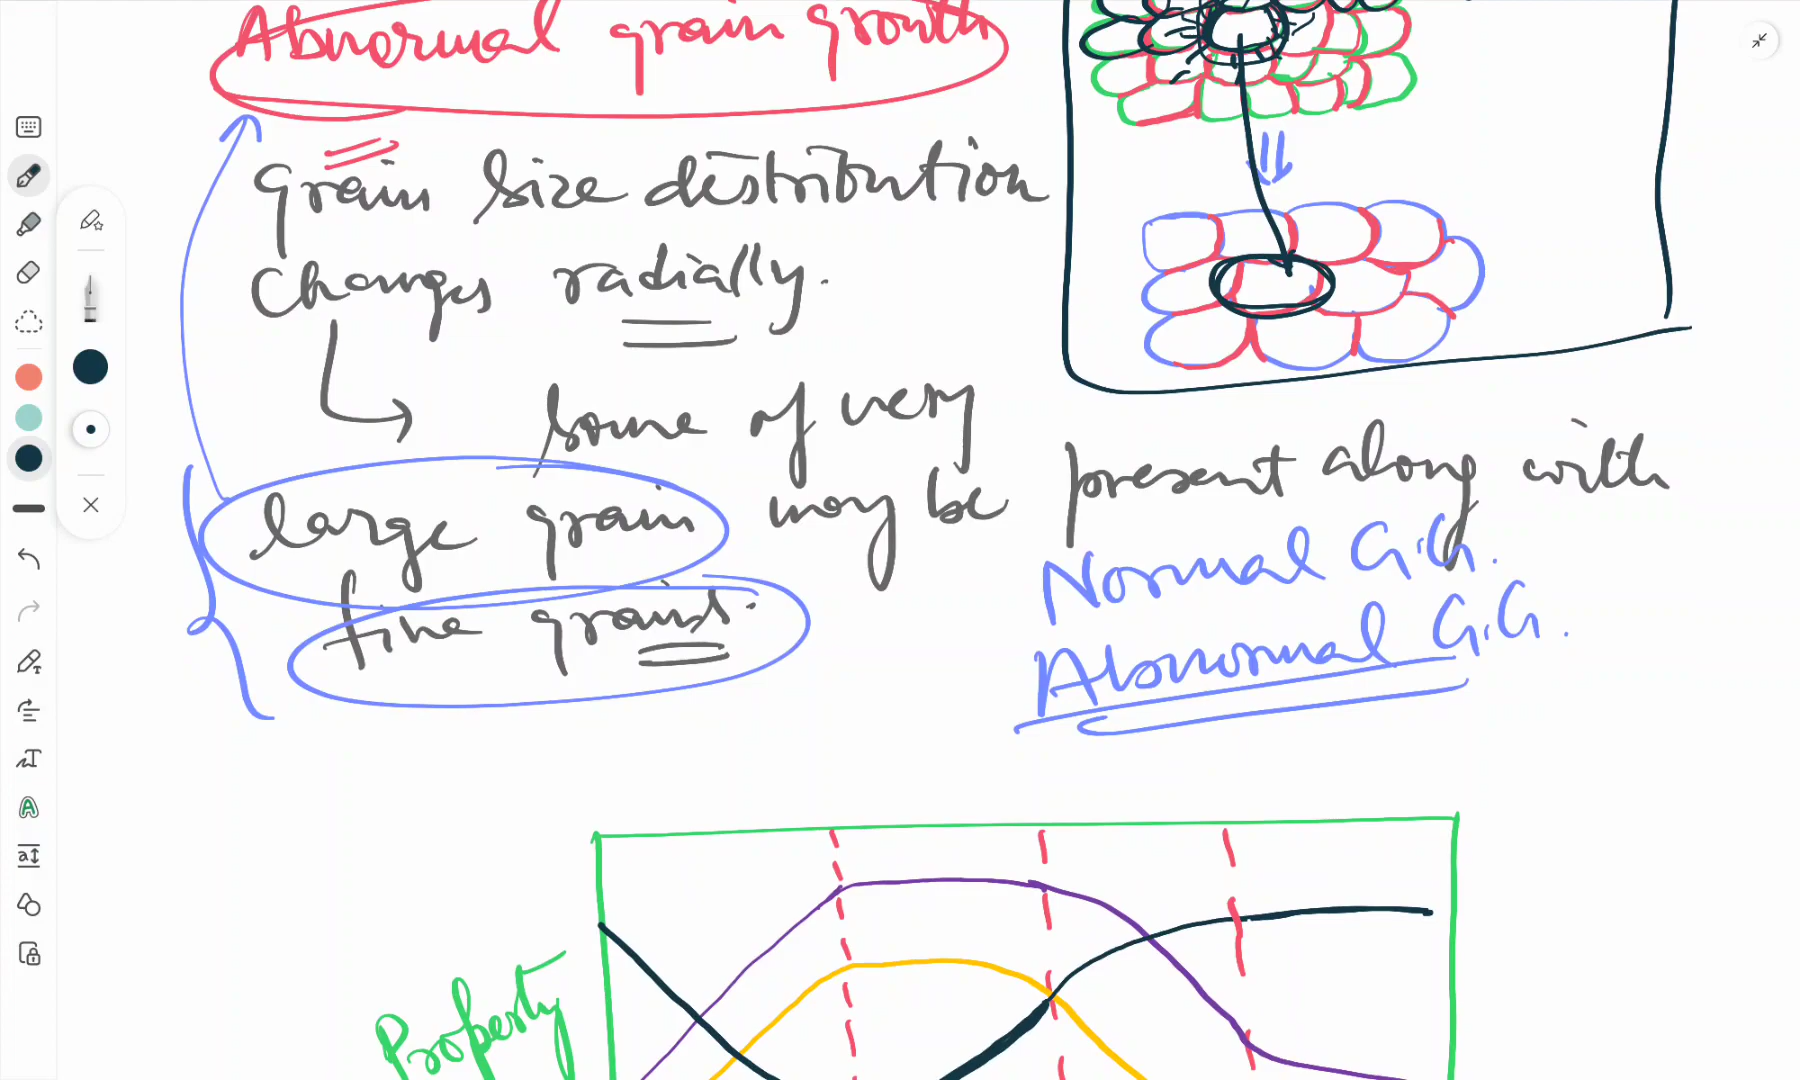 Abnormal grain growth
Grain size distribution
changes radially.
some of very
large grain may be present along with
fine grains.
Normal G.G.
Abnormal G.G.
Property